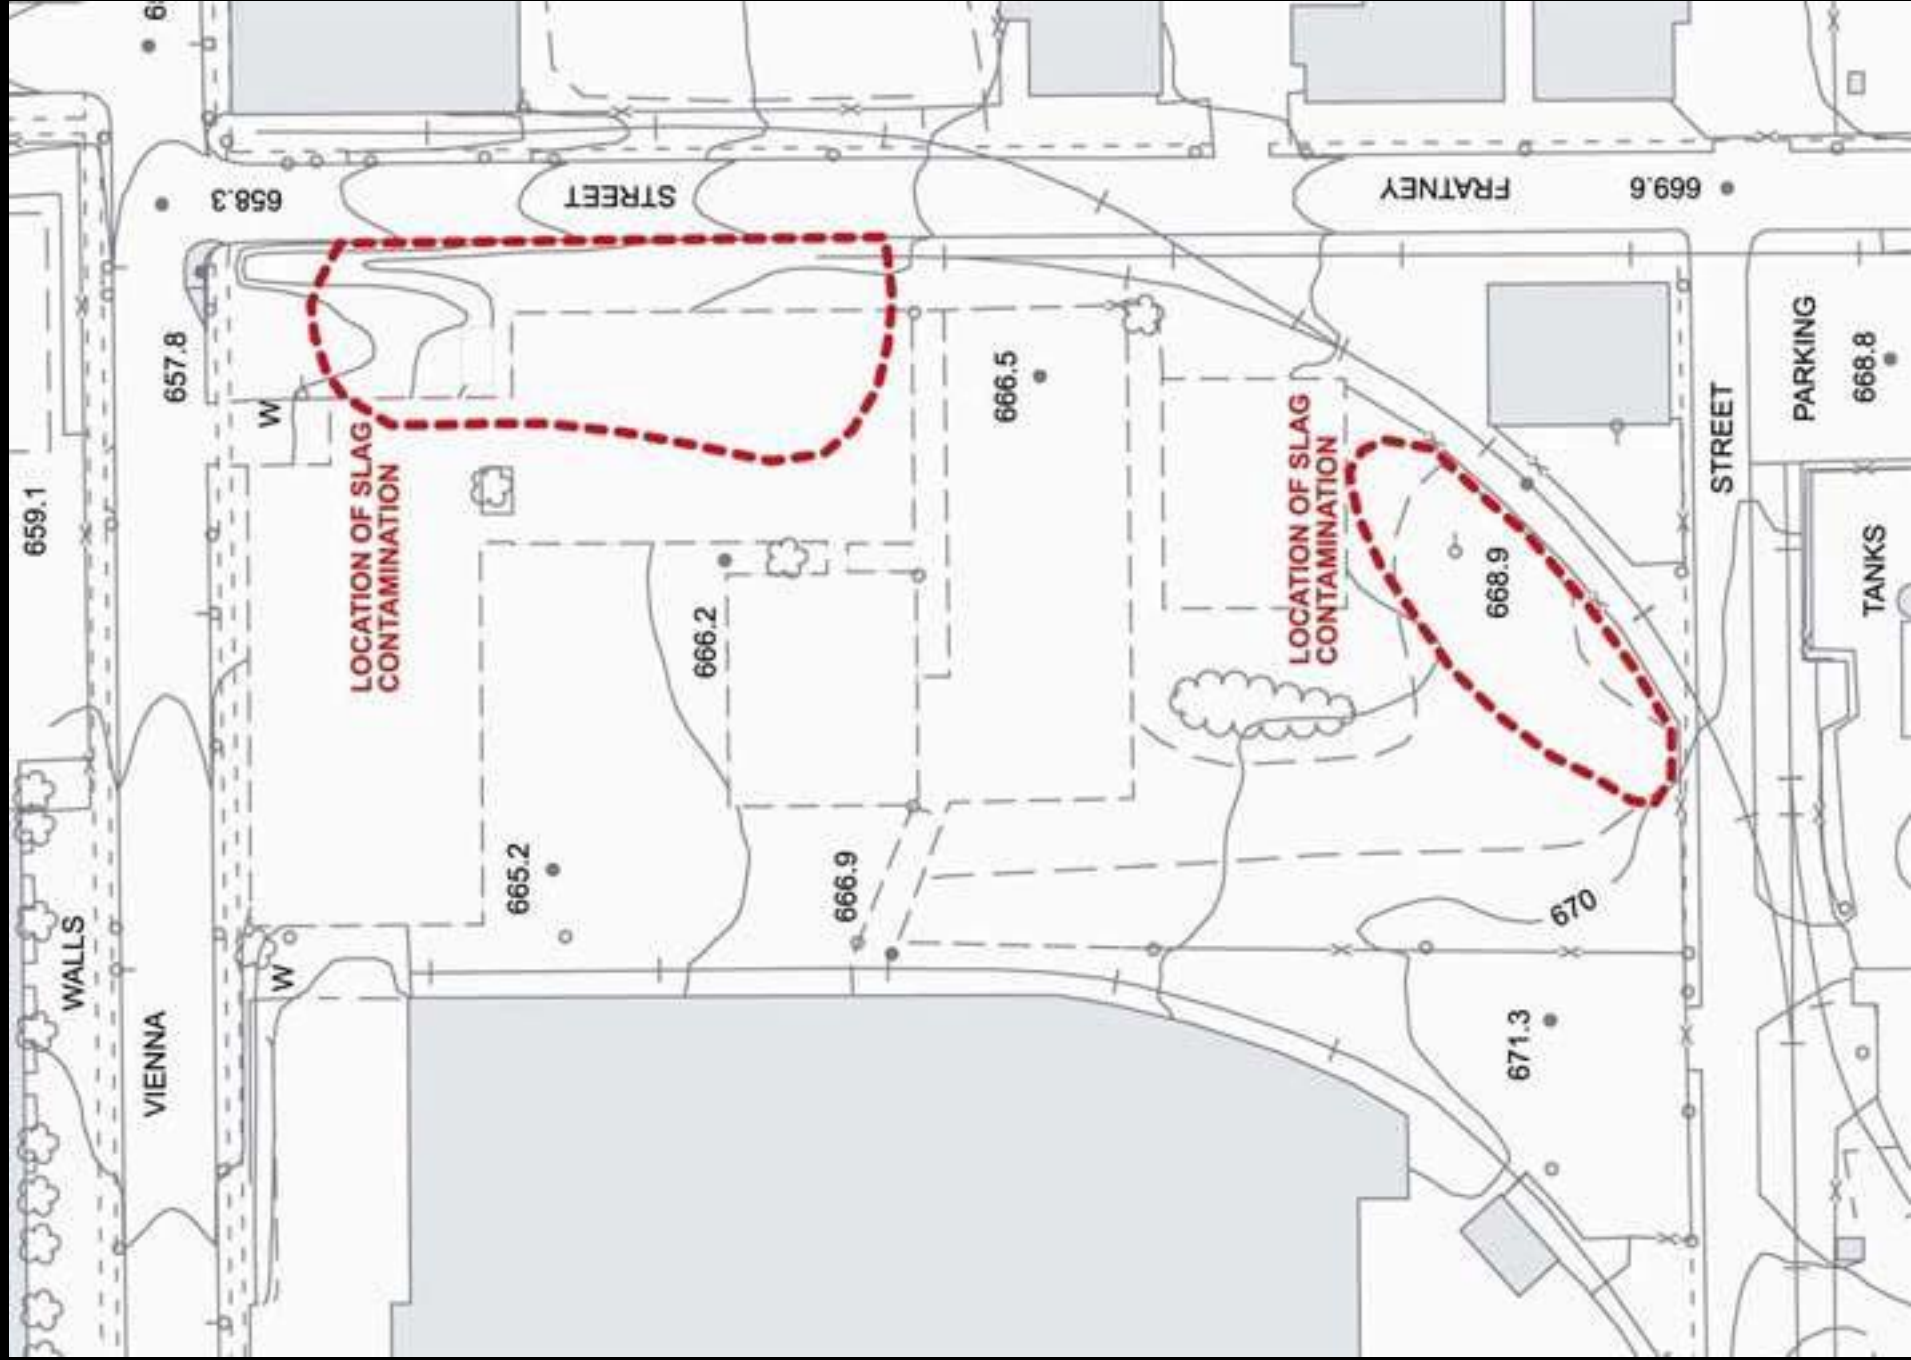 658.3
STREET
FRATNEY
669.6
657.8
W
666.5
PARKING
668.8
STREET
659.1
LOCATION OF SLAG
CONTAMINATION
LOCATION OF SLAG
CONTAMINATION
668.9
TANKS
666.2
665.2
666.9
670
WALLS
W
VIENNA
671.3